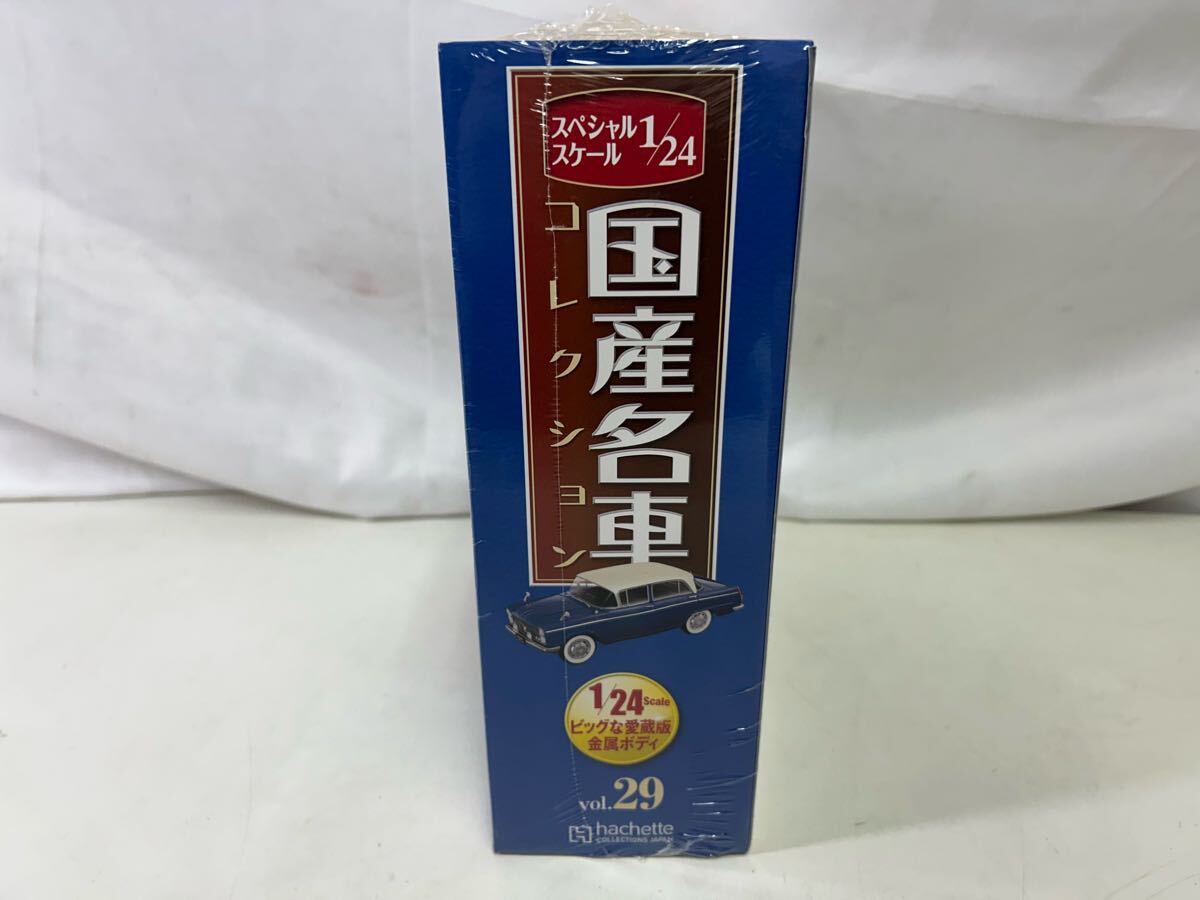 スペシャル
スケール 1/24
国産名車
コレクション
1/24 Scale
ビッグな愛蔵版
金属ボディ
vol.29
hachette
COLLECTIONS JAPAN